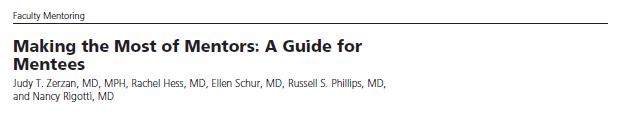 Faculty Mentoring
Making the Most of Mentors: A Guide for
Mentees
Judy T. Zerzan, MD, MPH, Rachel Hess, MD, Ellen Schur, MD, Russell S. Phillips, MD,
and Nancy Rigotti, MD